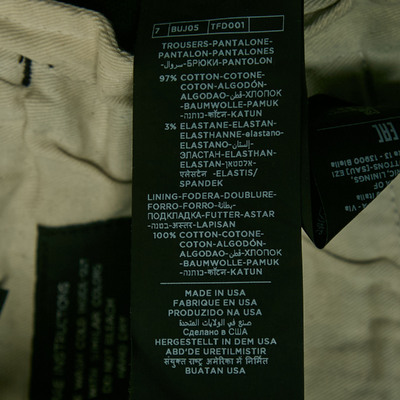 7 BUJ05 TFD001
TROUSERS-PANTALONE-
PANTALON-PANTALONES
-سروال-БРЮКИ-PANTOLON
97% COTTON-COTONE-
COTON-ALGODÓN-
ALGODAO-قطن-ХЛОПОК
-BAUMWOLLE-PAMUK
-כותנה-कॉटन-KATUN
3% ELASTANE-ELASTAN-
ELASTHANNE-elastano-
ELASTANO-إلستان-
ЭЛАСТАН-ELASTHAN-
ELASTAN-
एलेस्टेन -ELASTIS/
SPANDEK
LINING-FODERA-DOUBLURE-
FORRO-FORRO-بطانة-
ПОДКЛАДКА-FUTTER-ASTAR
-בטנה-अस्तर-LAPISAN
100% COTTON-COTONE-
COTON-ALGODÓN-
ALGODAO-قطن-ХЛОПОК
-BAUMWOLLE-PAMUK
-כותנה-कॉटन-KATUN
MADE IN USA
FABRIQUE EN USA
PRODUZIDO NA USA
صنع في الولايات المتحدة
Сделано в США
HERGESTELLT IN DEM USA
ABD'DE URETILMISTIR
संयुक्त राष्ट्र अमेरिका में निर्मित
BUATAN USA
EAC
13900 Biella